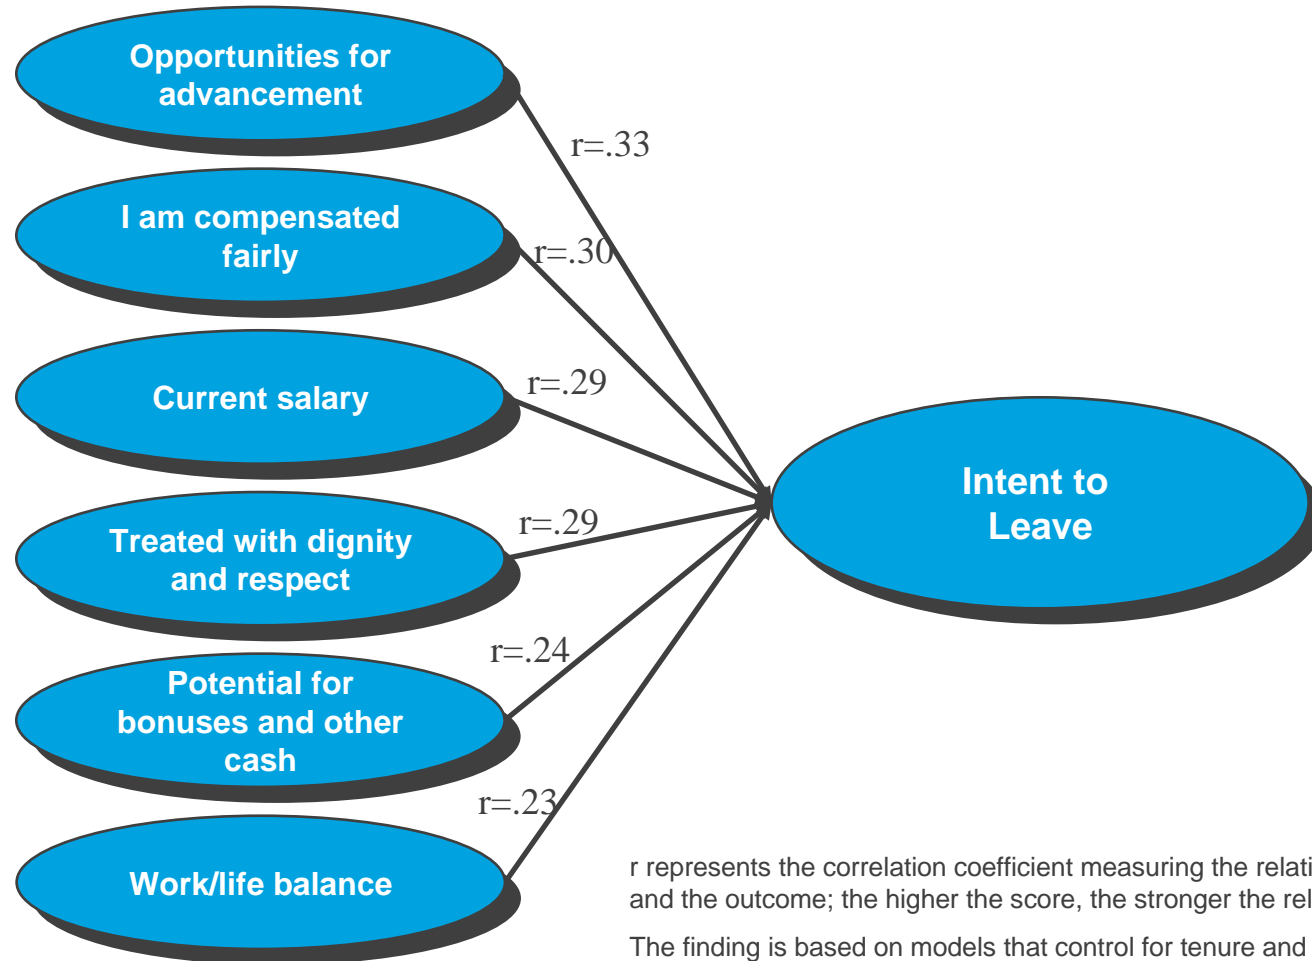 Opportunities for
advancement
r=.33
I am compensated
fairly
r=.30
Current salary
r=.29
Treated with dignity
and respect
r=.29
Potential for
bonuses and other
cash
r=.24
Work/life balance
r=.23
Intent to
Leave
r represents the correlation coefficient measuring the relati
and the outcome; the higher the score, the stronger the rel
The finding is based on models that control for tenure and